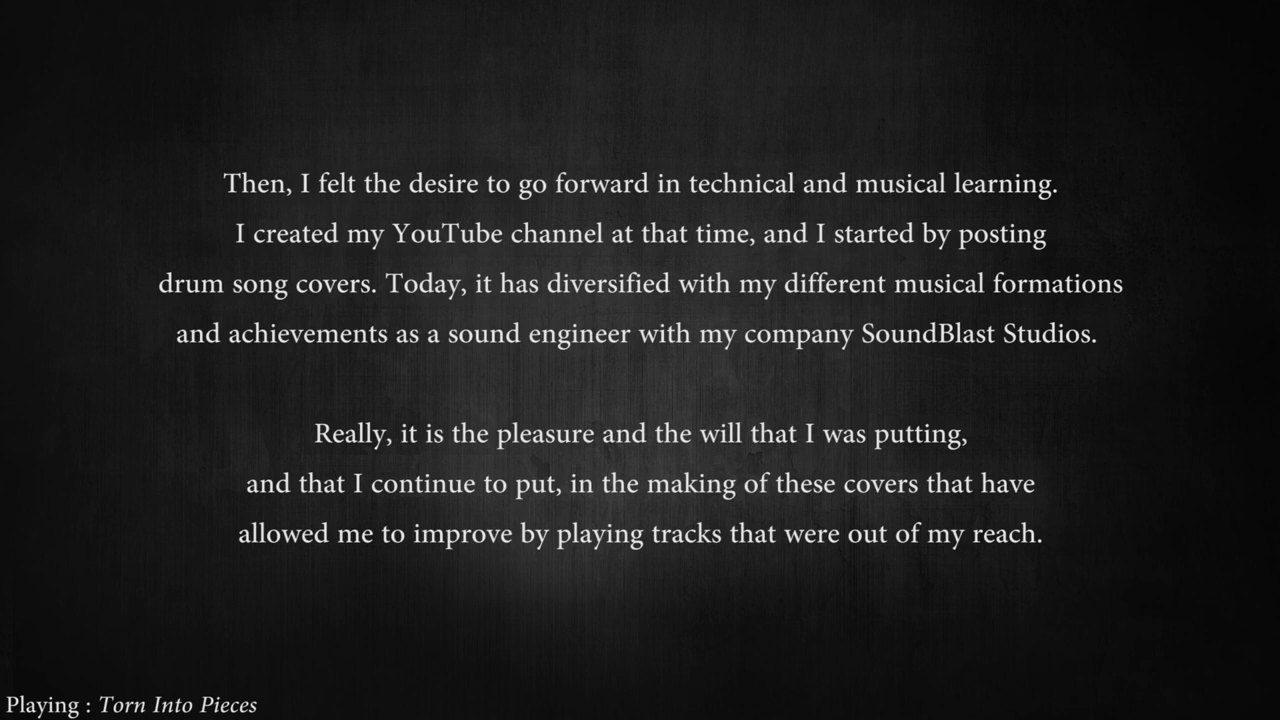 Then, I felt the desire to go forward in technical and musical learning.
I created my YouTube channel at that time, and I started by posting
drum song covers. Today, it has diversified with my different musical formations
and achievements as a sound engineer with my company SoundBlast Studios.
Really, it is the pleasure and the will that I was putting,
and that I continue to put, in the making of these covers that have
allowed me to improve by playing tracks that were out of my reach.
Playing : Torn Into Pieces